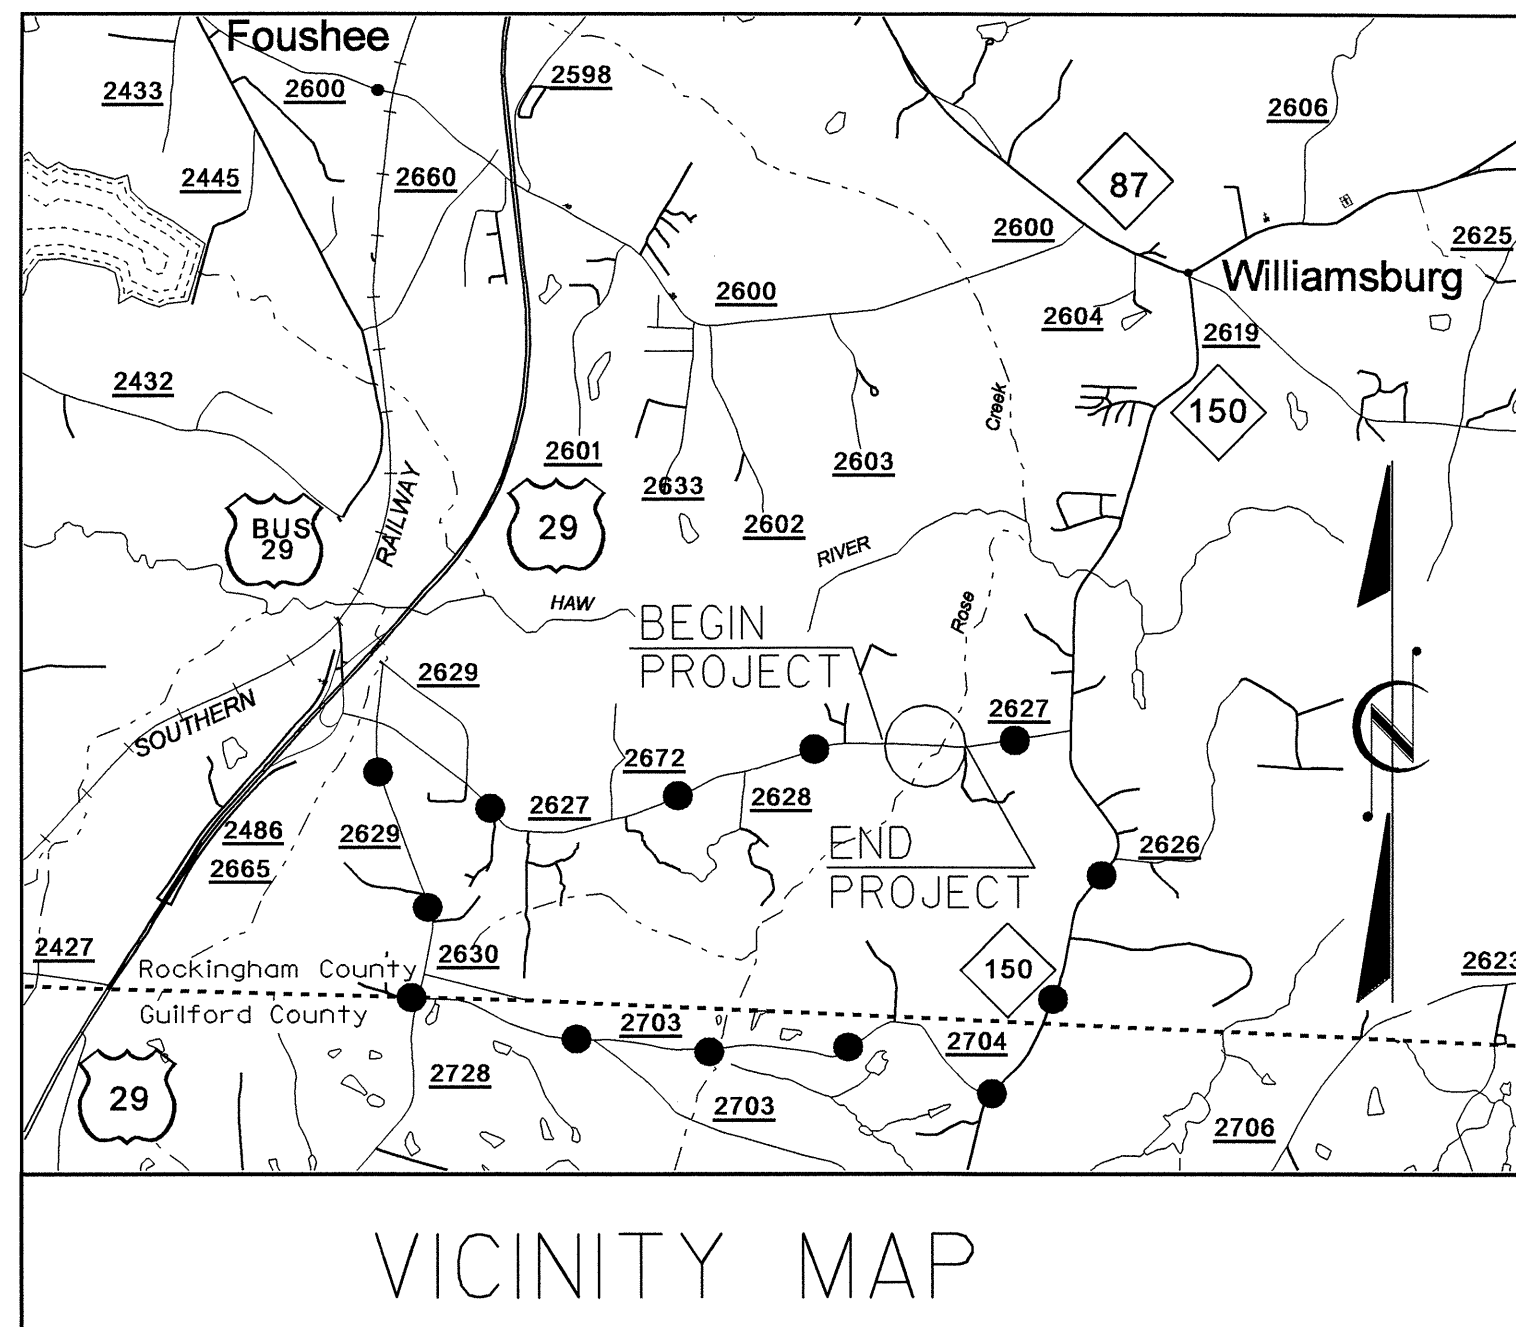 Foushee
2433
2600
2598
2606
2445
2660
87
2600
2625
Williamsburg
2600
2604
2619
2432
150
Creek
2601
2603
2633
2602
BUS
29
RAILWAY
29
RIVER
HAW
Rose
BEGIN
PROJECT
2629
SOUTHERN
2627
2672
2628
2627
2486
2629
2665
END
PROJECT
2626
2427
2630
Rockingham County
150
2623
Guilford County
2703
2704
2728
29
2703
2706
N
VICINITY MAP